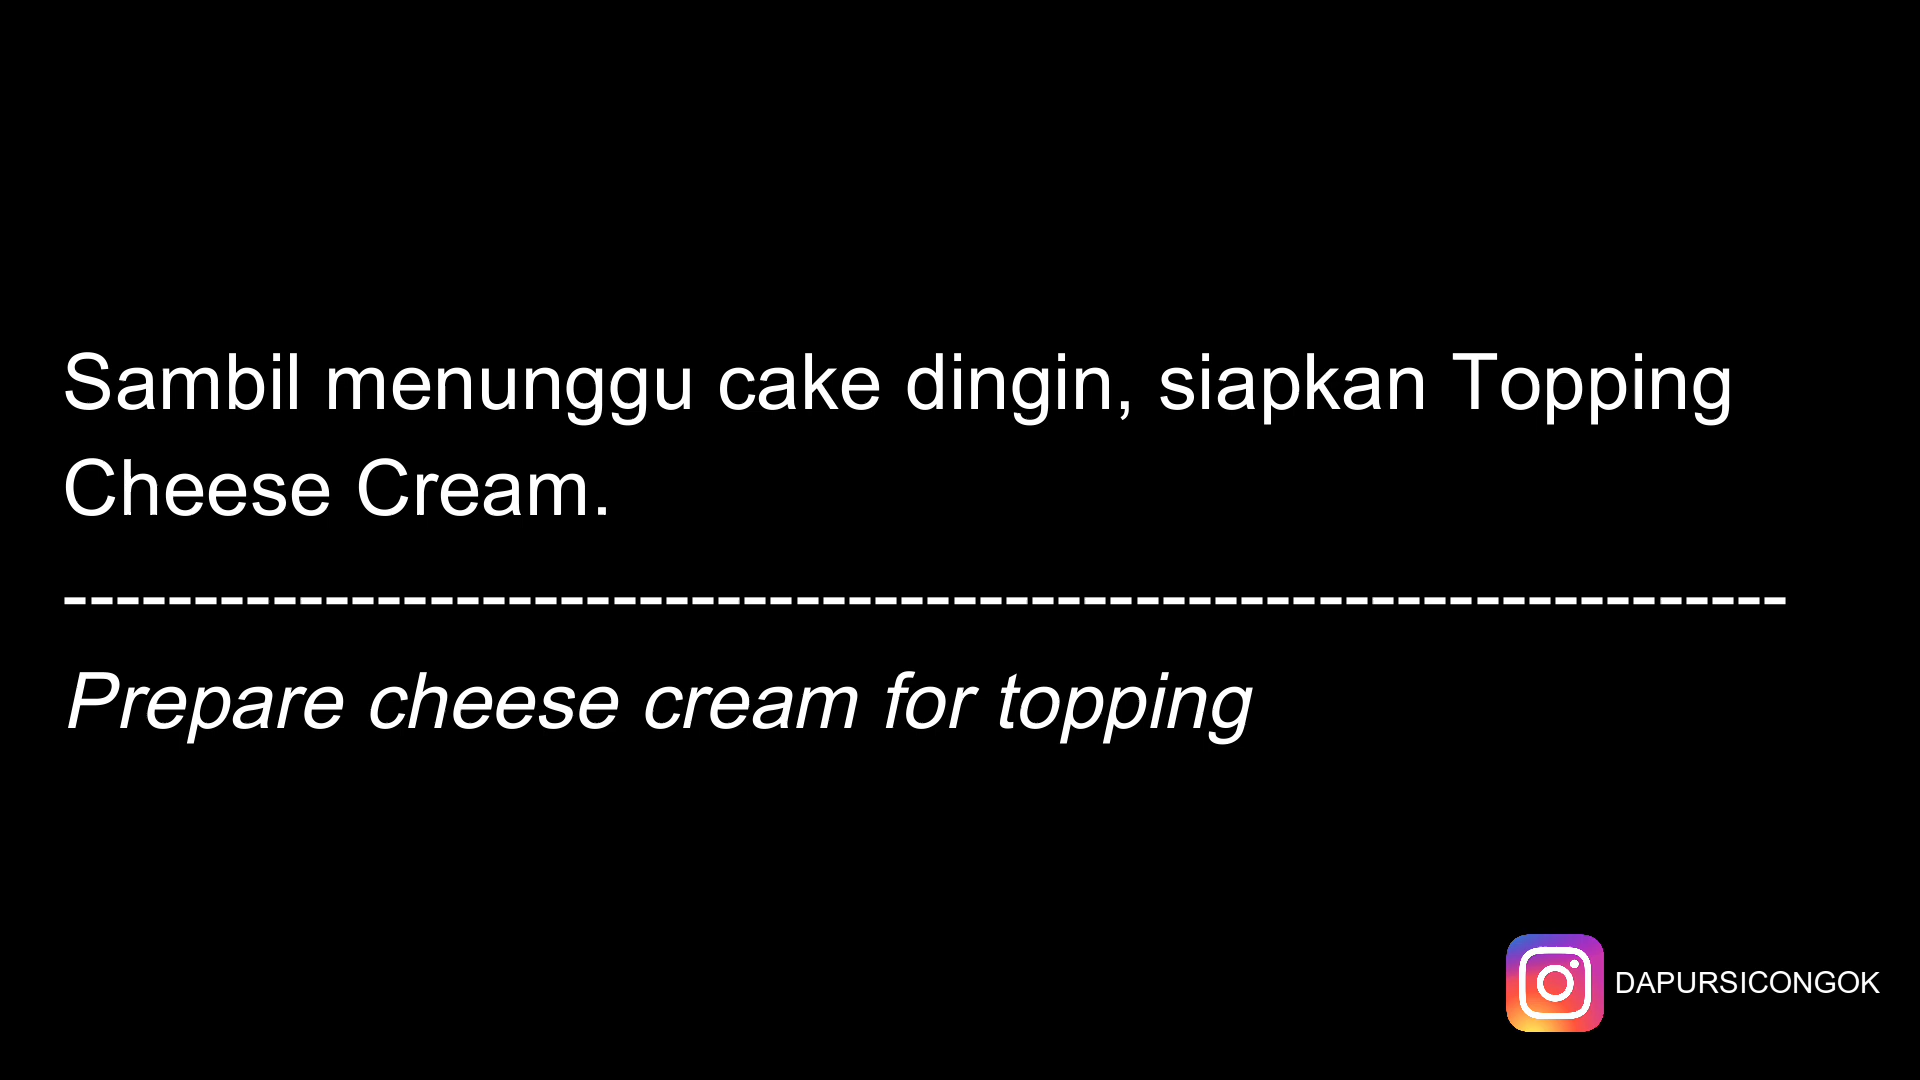 Sambil menunggu cake dingin, siapkan Topping
Cheese Cream.
------------------------------------------------------------------
Prepare cheese cream for topping
DAPURSICONGOK